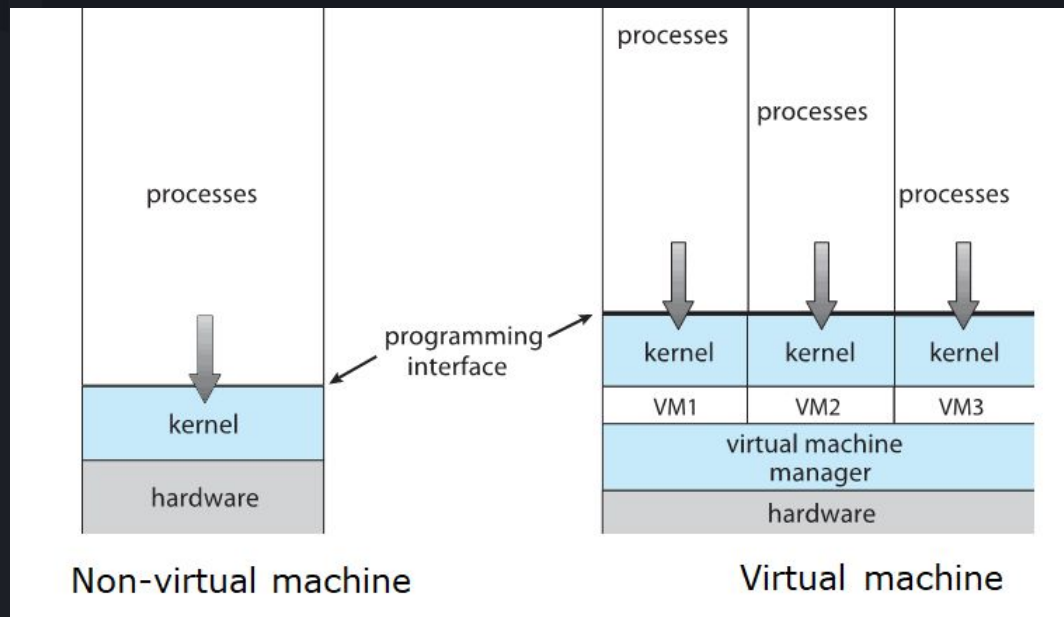 processes
kernel
hardware
programming
interface
processes
processes
processes
kernel
kernel
kernel
VM1
VM2
VM3
virtual machine
manager
hardware
Non-virtual machine
Virtual machine